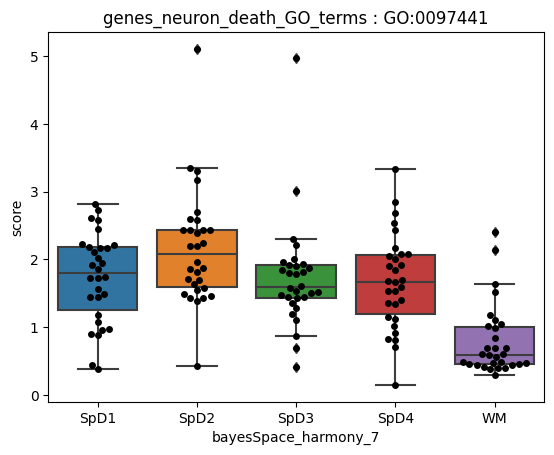 genes_neuron_death_GO_terms : GO:0097441
score
5
4
3
2
1
0
SpD1 SpD2 SpD3 SpD4 WM
bayesSpace_harmony_7